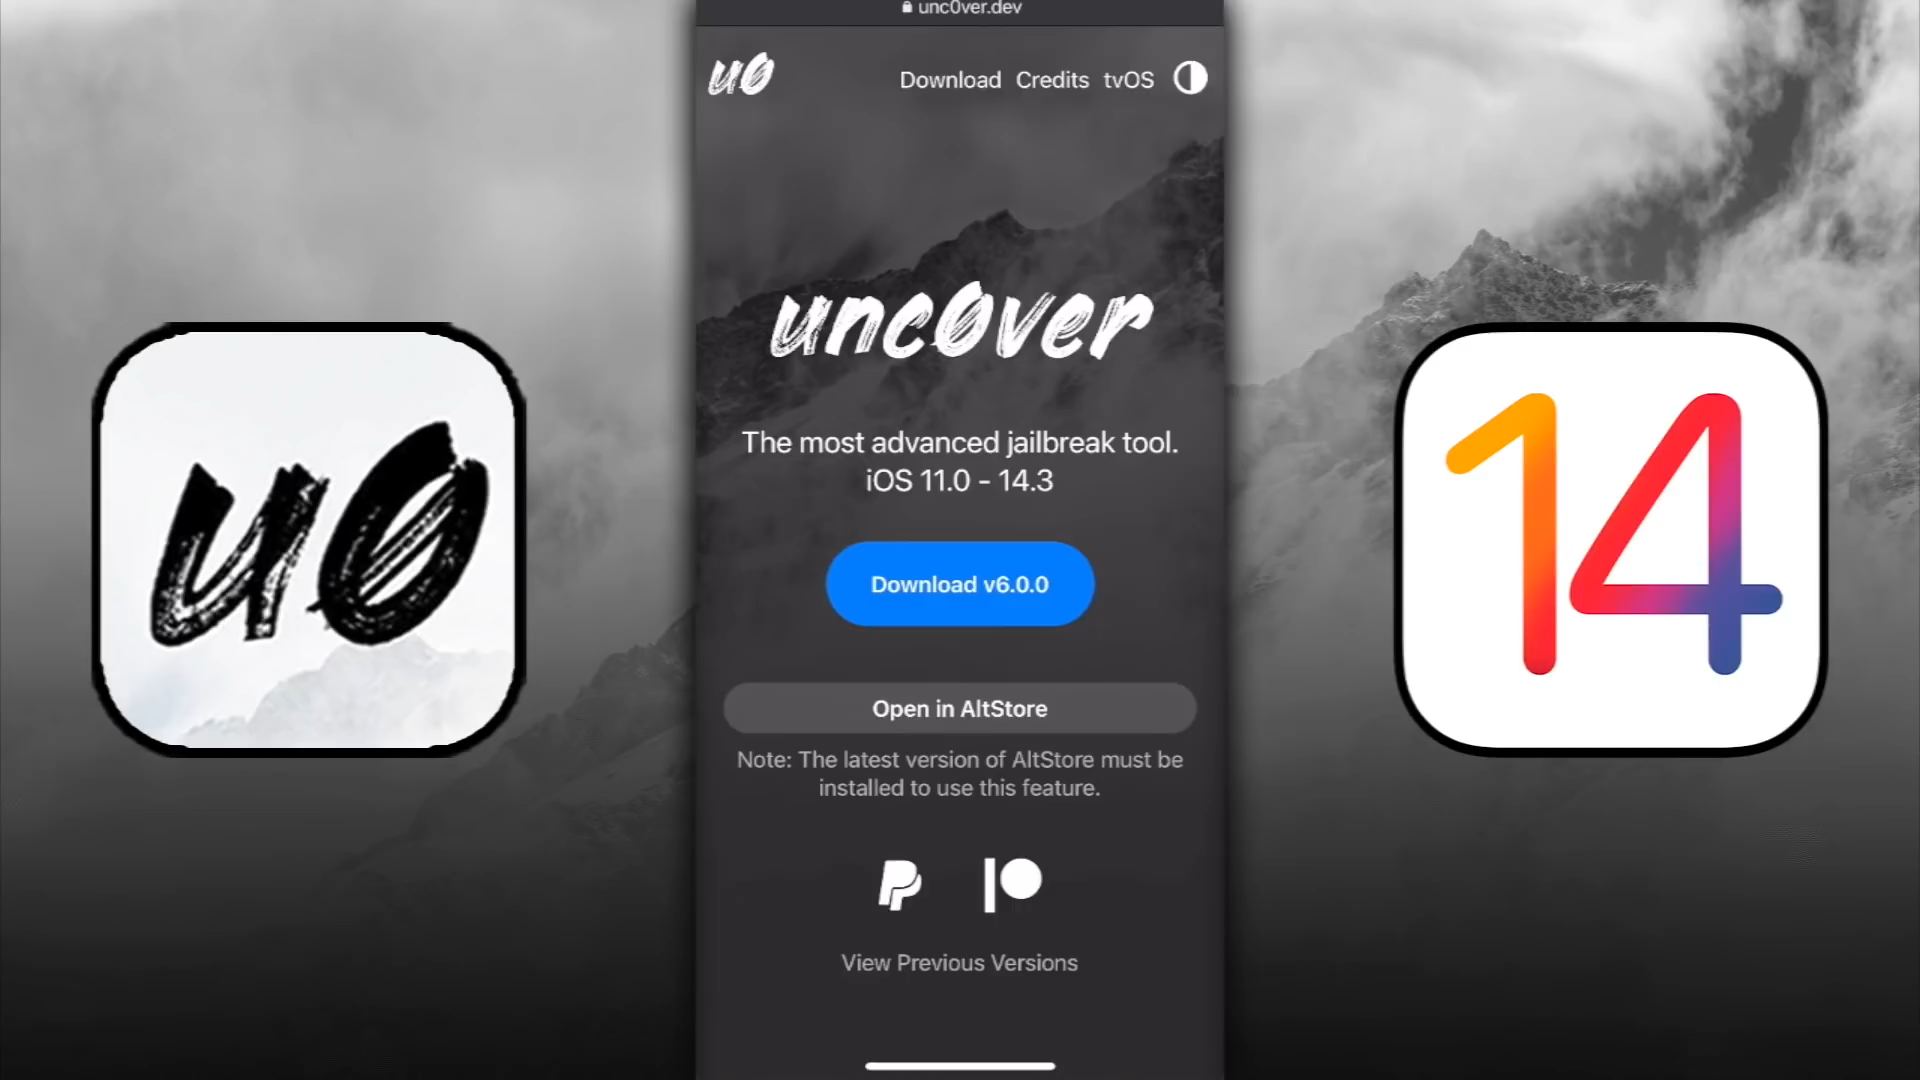 unc0ver.dev
u0
Download Credits tvOS
unc0ver
The most advanced jailbreak tool.
iOS 11.0 - 14.3
Download v6.0.0
Open in AltStore
Note: The latest version of AltStore must be
installed to use this feature.
View Previous Versions
u0
14